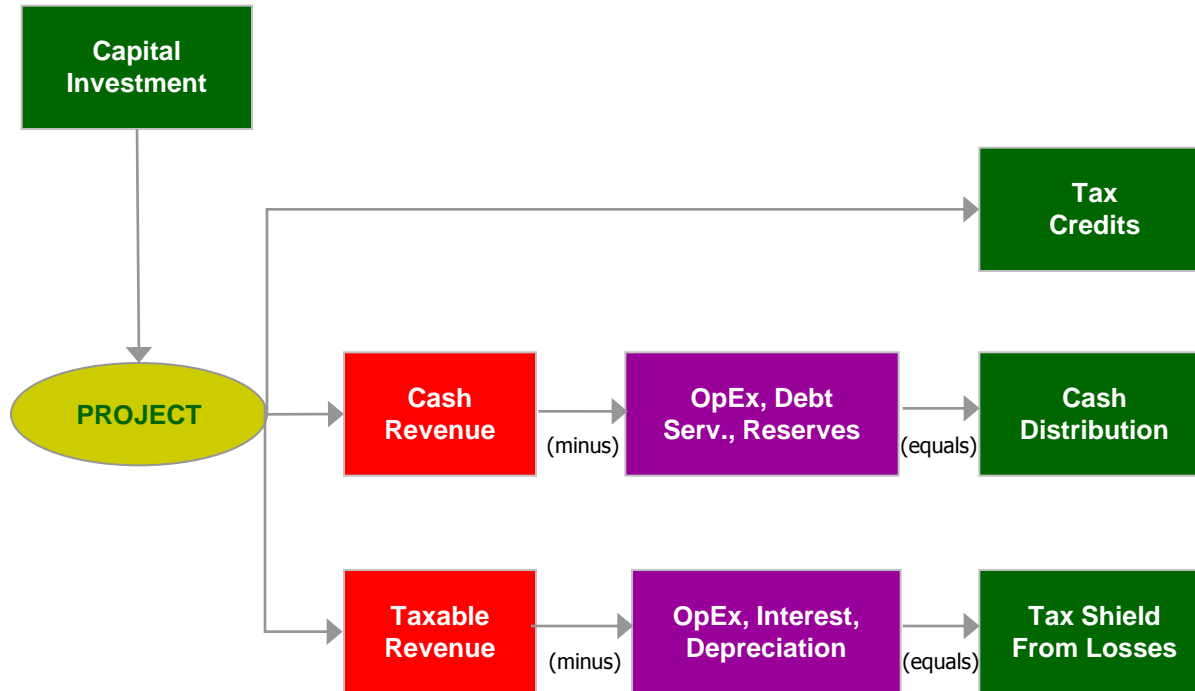 Capital
Investment
Tax
Credits
PROJECT
Cash
Revenue
(minus)
OpEx, Debt
Serv., Reserves
(equals)
Cash
Distribution
Taxable
Revenue
(minus)
OpEx, Interest,
Depreciation
(equals)
Tax Shield
From Losses